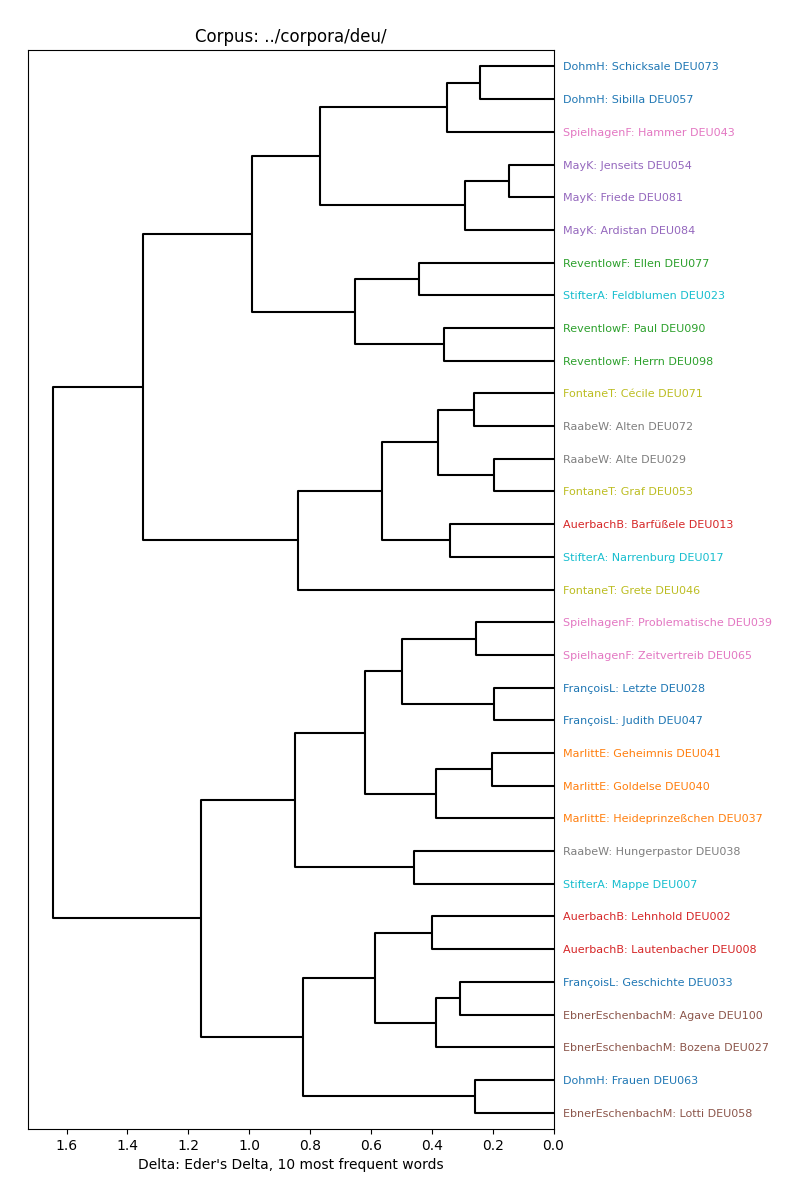 Corpus: ../corpora/deu/
DohmH: Schicksale DEU073
DohmH: Sibilla DEU057
SpielhagenF: Hammer DEU043
MayK: Jenseits DEU054
MayK: Friede DEU081
MayK: Ardistan DEU084
ReventlowF: Ellen DEU077
StifterA: Feldblumen DEU023
ReventlowF: Paul DEU090
ReventlowF: Herrn DEU098
FontaneT: Cécile DEU071
RaabeW: Alten DEU072
RaabeW: Alte DEU029
FontaneT: Graf DEU053
AuerbachB: Barfüßele DEU013
StifterA: Narrenburg DEU017
FontaneT: Grete DEU046
SpielhagenF: Problematische DEU039
SpielhagenF: Zeitvertreib DEU065
FrançoisL: Letzte DEU028
FrançoisL: Judith DEU047
MarlittE: Geheimnis DEU041
MarlittE: Goldelse DEU040
MarlittE: Heideprinzeßchen DEU037
RaabeW: Hungerpastor DEU038
StifterA: Mappe DEU007
AuerbachB: Lehnhold DEU002
AuerbachB: Lautenbacher DEU008
FrançoisL: Geschichte DEU033
EbnerEschenbachM: Agave DEU100
EbnerEschenbachM: Bozena DEU027
DohmH: Frauen DEU063
EbnerEschenbachM: Lotti DEU058
1.6 1.4 1.2 1.0 0.8 0.6 0.4 0.2 0.0
Delta: Eder's Delta, 10 most frequent words